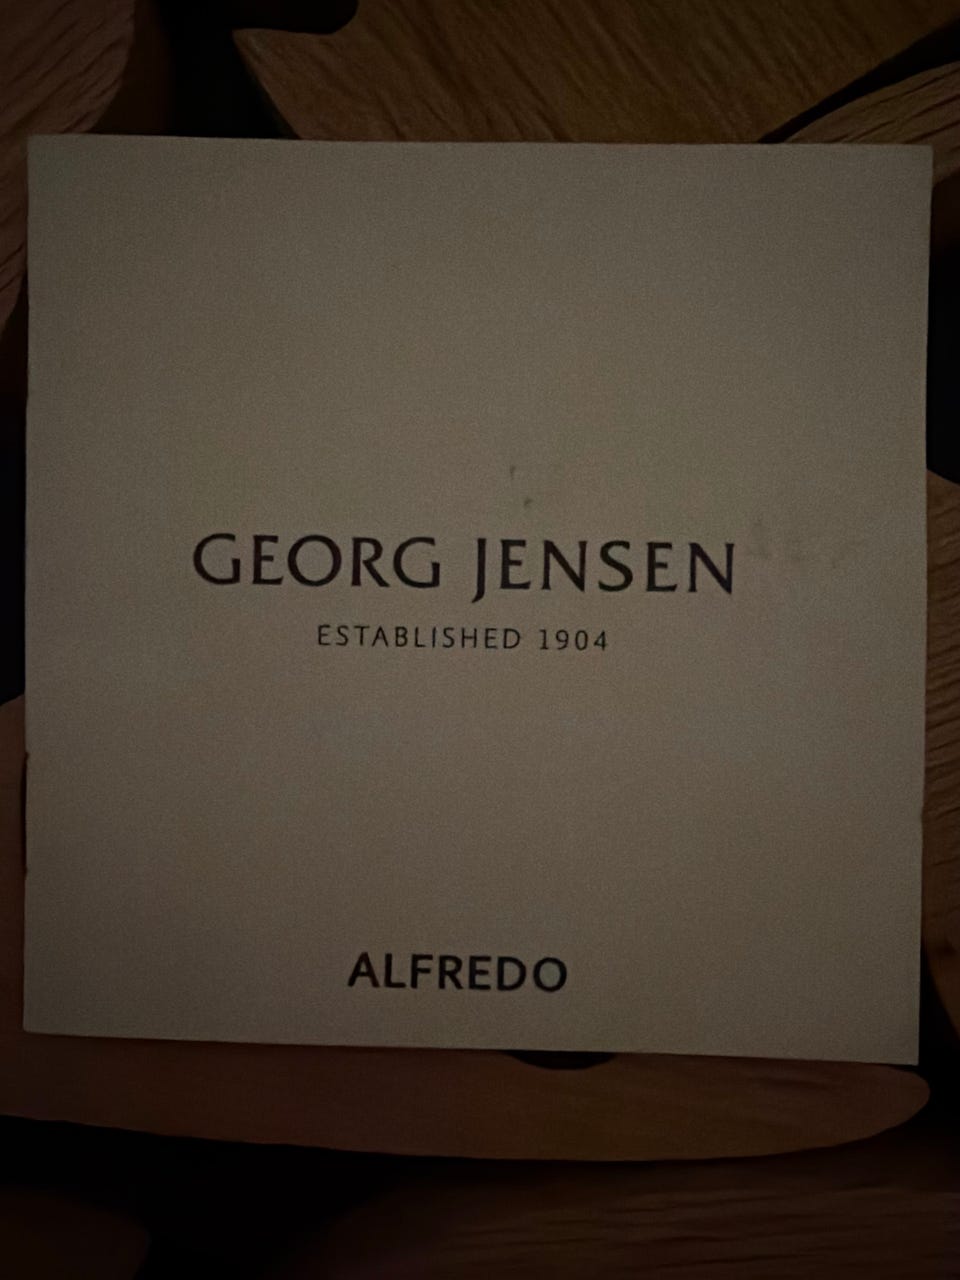 GEORG JENSEN
ESTABLISHED 1904
ALFREDO